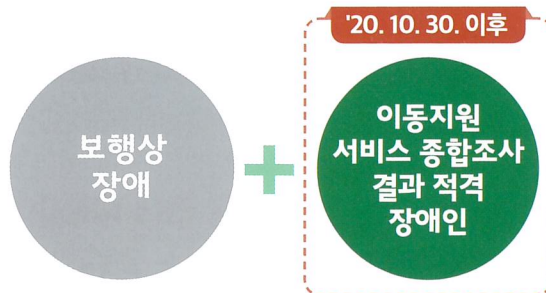 보행상
장애
+
'20. 10. 30. 이후
이동지원
서비스 종합조사
결과 적격
장애인